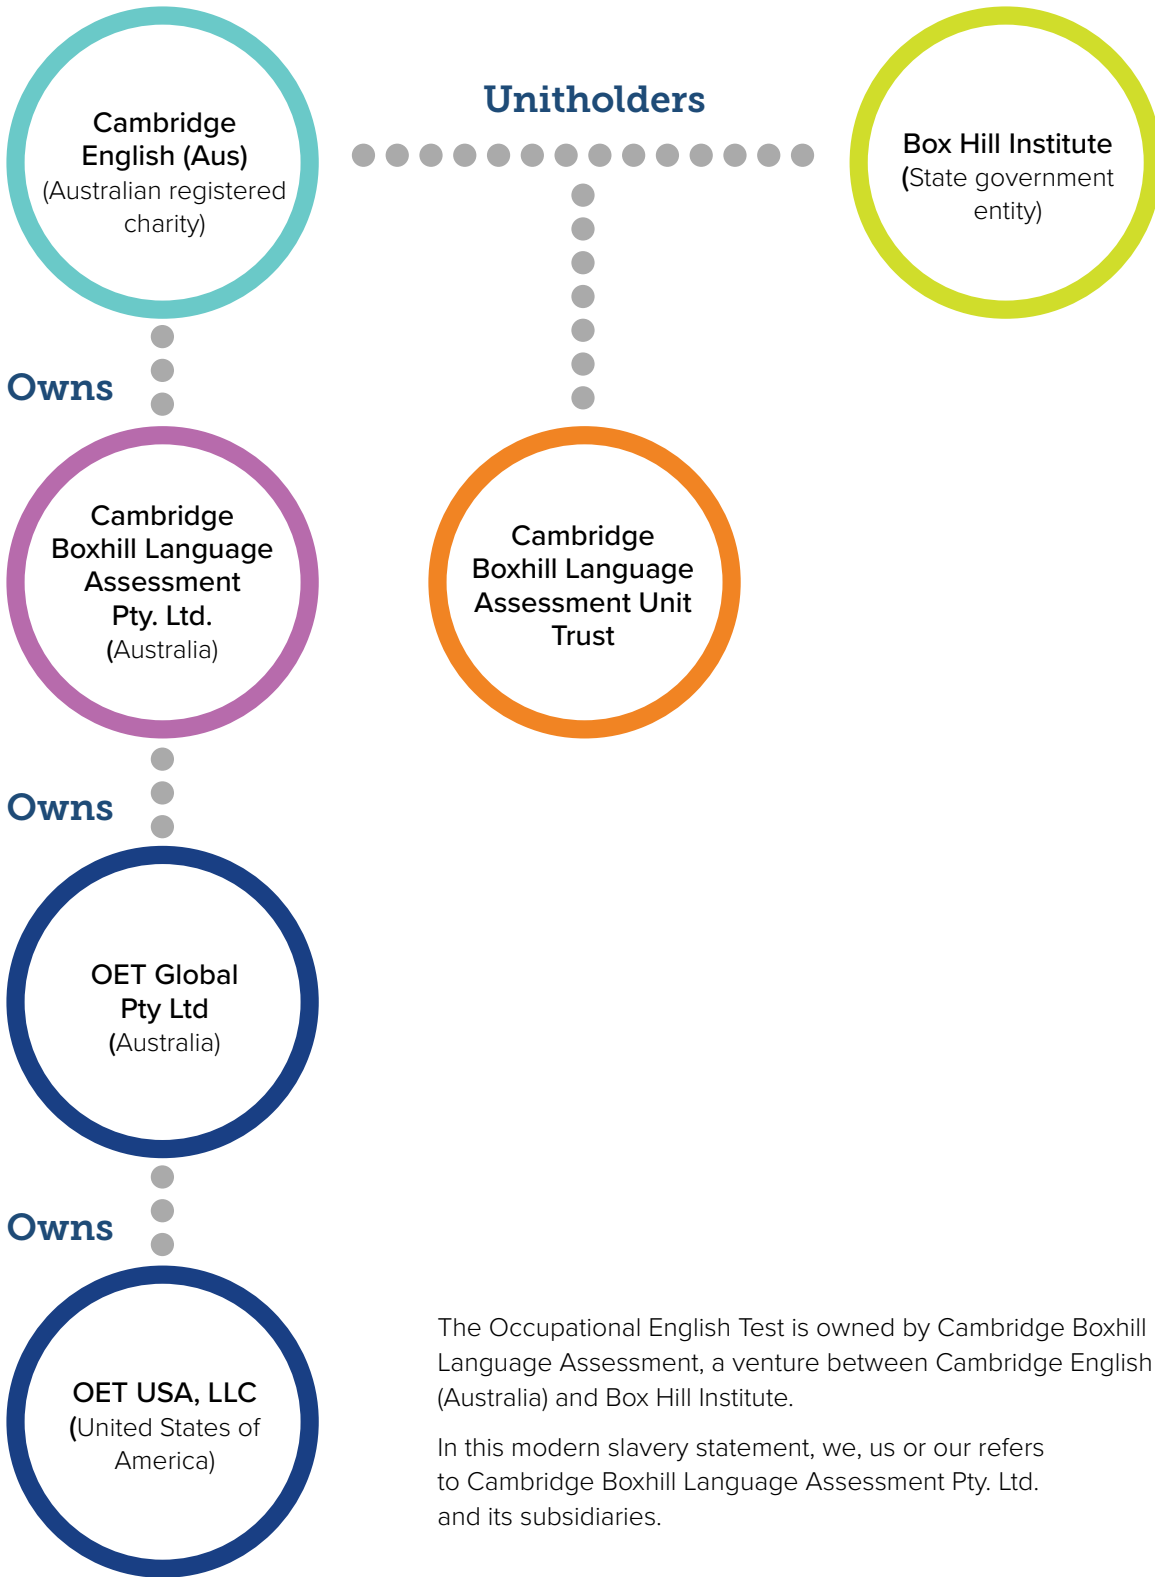 Cambridge
English (Aus)
(Australian registered
charity)
Unitholders
Box Hill Institute
(State government
entity)
Owns
Cambridge
Boxhill Language
Assessment
Pty. Ltd.
(Australia)
Cambridge
Boxhill Language
Assessment Unit
Trust
Owns
OET Global
Pty Ltd
(Australia)
Owns
OET USA, LLC
(United States of
America)
The Occupational English Test is owned by Cambridge Boxhill
Language Assessment, a venture between Cambridge English
(Australia) and Box Hill Institute.
In this modern slavery statement, we, us or our refers
to Cambridge Boxhill Language Assessment Pty. Ltd.
and its subsidiaries.